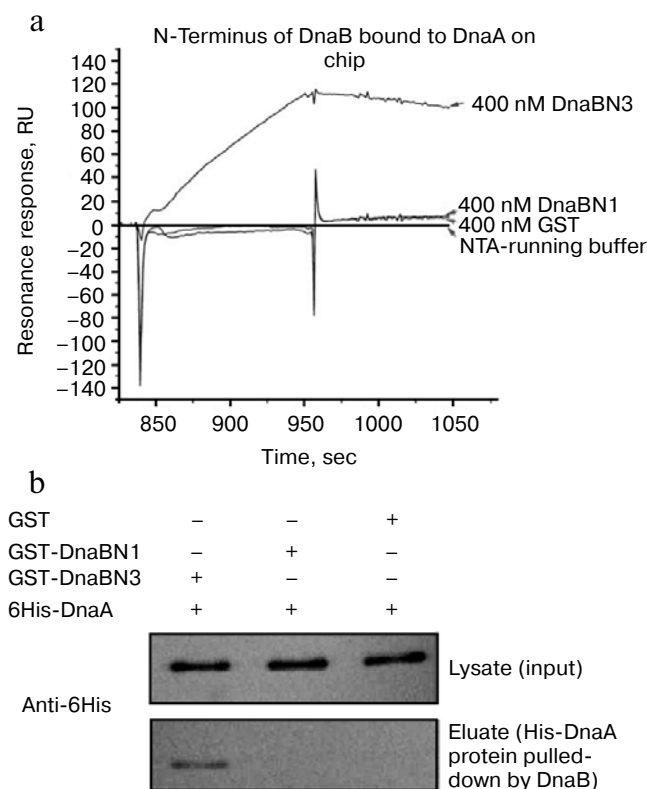 a
N-Terminus of DnaB bound to DnaA on
chip
Resonance response, RU
140
120
100
80
60
40
20
0
−20
−40
−60
−80
−100
−120
−140
400 nM DnaBN3
400 nM DnaBN1
400 nM GST
NTA-running buffer
850 900 950 1000 1050
Time, sec
b
GST – – +
GST-DnaBN1 – + –
GST-DnaBN3 + – –
6His-DnaA + + +
Lysate (input)
Anti-6His
Eluate (His-DnaA
protein pulled-
down by DnaB)